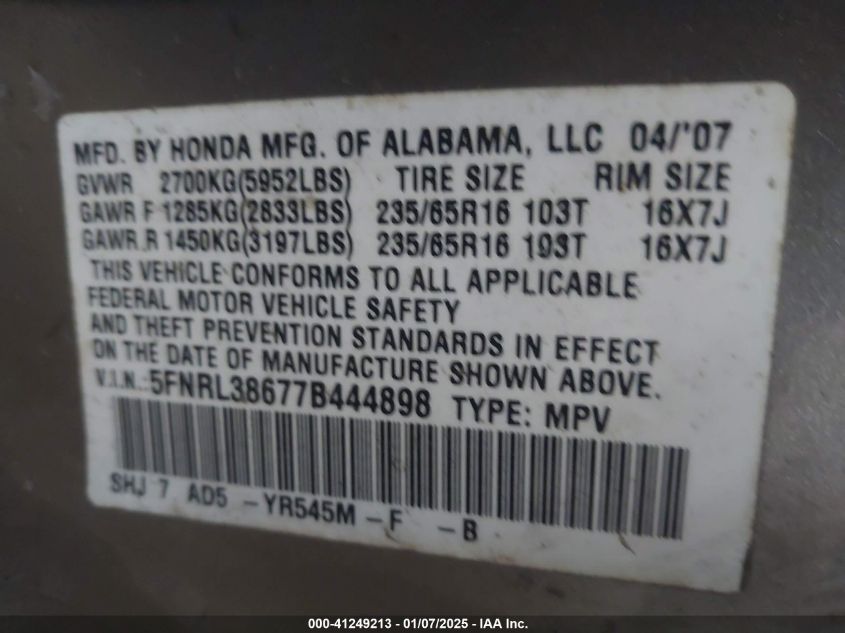 MFD. BY HONDA MFG. OF ALABAMA, LLC 04/'07
GVWR 2700KG(5952LBS) TIRE SIZE RIM SIZE
GAWR F 1285KG(2833LBS) 235/65R16 103T 16X7J
GAWR R 1450KG(3197LBS) 235/65R16 103T 16X7J
THIS VEHICLE CONFORMS TO ALL APPLICABLE
FEDERAL MOTOR VEHICLE SAFETY
AND THEFT PREVENTION STANDARDS IN EFFECT
ON THE DATE OF MANUFACTURE SHOWN ABOVE.
V.I.N.:5FNRL38677B444898 TYPE: MPV
SHJ 7 AD5 -YR545M -F -B
000-41249213 - 01/07/2025 - IAAI Inc.